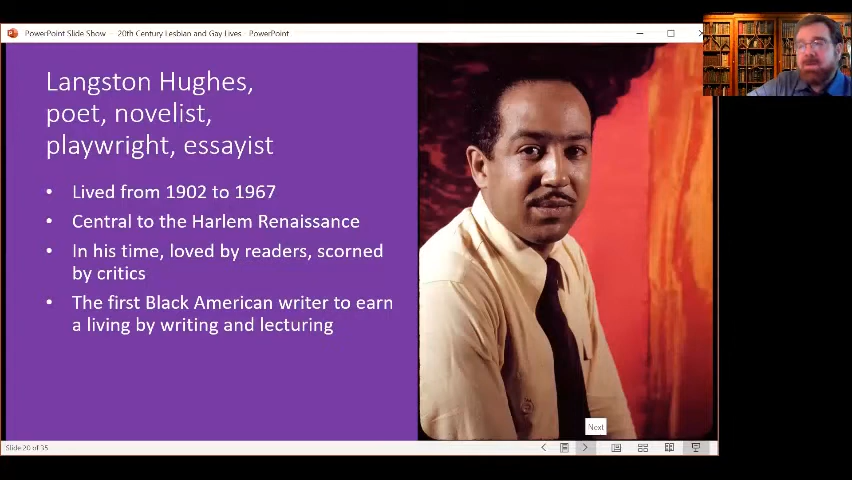 PowerPoint Slide Show - 20th Century Lesbian and Gay Lives - PowerPoint
Langston Hughes,
poet, novelist,
playwright, essayist
• Lived from 1902 to 1967
• Central to the Harlem Renaissance
• In his time, loved by readers, scorned
by critics
• The first Black American writer to earn
a living by writing and lecturing
Next
Slide 20 of 35